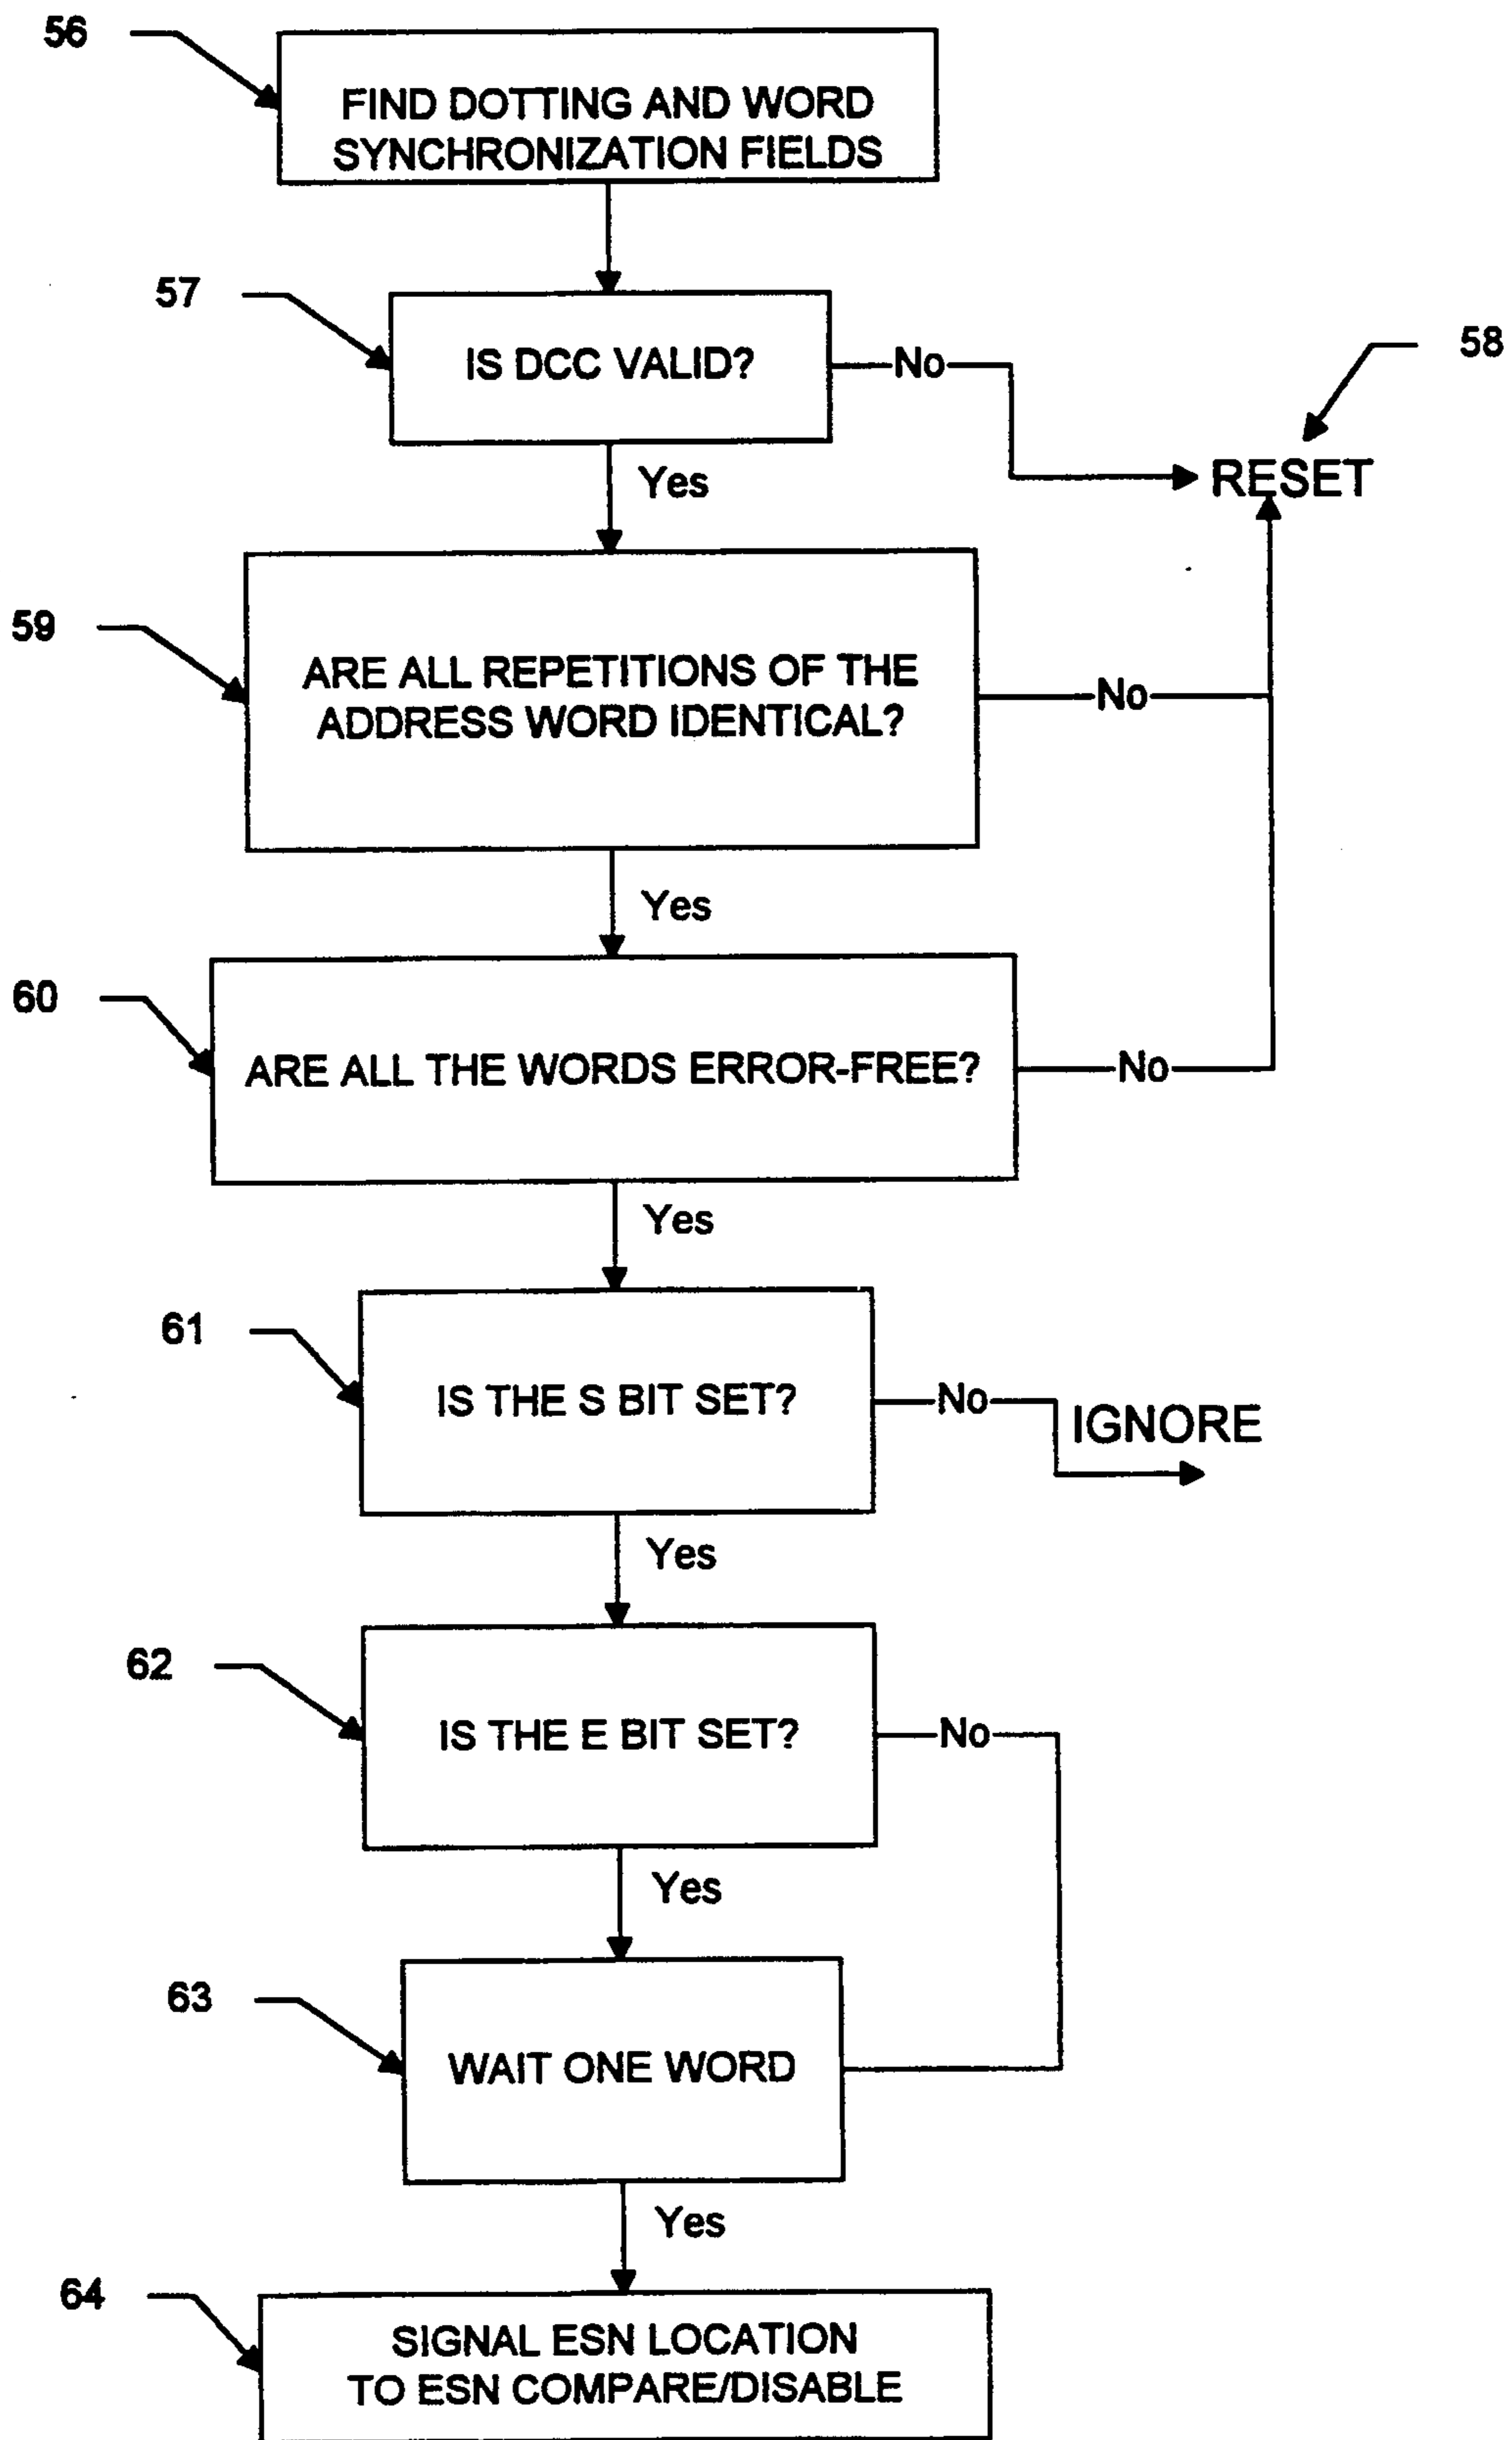 56
FIND DOTTING AND WORD
SYNCHRONIZATION FIELDS
57
IS DCC VALID?
No
58
RESET
Yes
59
ARE ALL REPETITIONS OF THE
ADDRESS WORD IDENTICAL?
No
Yes
60
ARE ALL THE WORDS ERROR-FREE?
No
Yes
61
IS THE S BIT SET?
No
IGNORE
Yes
62
IS THE E BIT SET?
No
Yes
63
WAIT ONE WORD
Yes
64
SIGNAL ESN LOCATION
TO ESN COMPARE/DISABLE